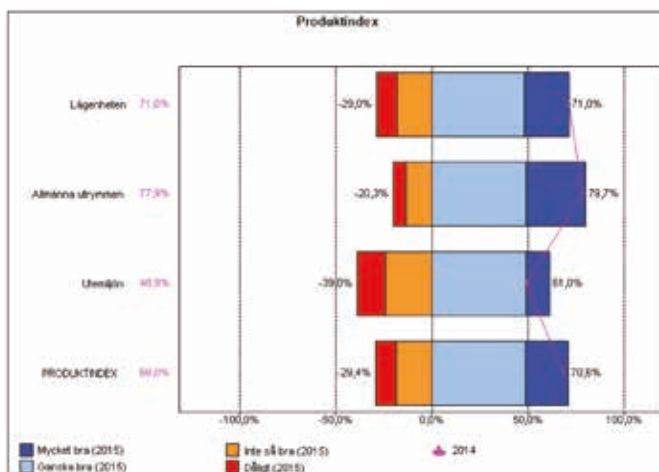 Produktindex
Lägenheten 71,0% -29,0% 71,0%
Allmänna utrymmen 77,9% -20,3% 79,7%
Utemiljön -39,0% 61,0%
PRODUKTINDEX -29,4% 70,6%
-100,0% -50,0% 0,0% 50,0% 100,0%
Mycket bra (2015) Inte så bra (2015) 2014
Ganska bra (2015) Dåligt (2015)